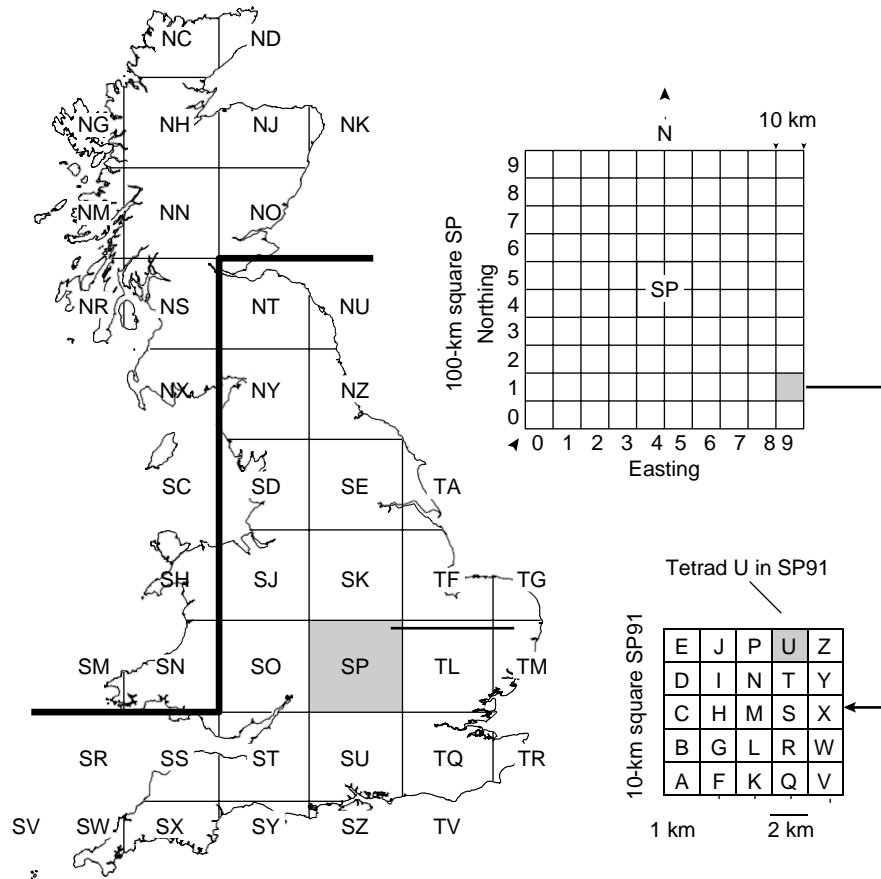 NC ND
NG NH NJ NK
NM NN NO
NR NS NT NU
NX NY NZ
SC SD SE TA
SH SJ SK TF TG
SM SN SO SP TL TM
SR SS ST SU TQ TR
SV SW SX SY SZ TV
N
10 km
100-km square SP
Northing
9
8
7
6
5
4
3
2
1
0
SP
0 1 2 3 4 5 6 7 8 9
Easting
Tetrad U in SP91
10-km square SP91
E J P U Z
D I N T Y
C H M S X
B G L R W
A F K Q V
1 km 2 km